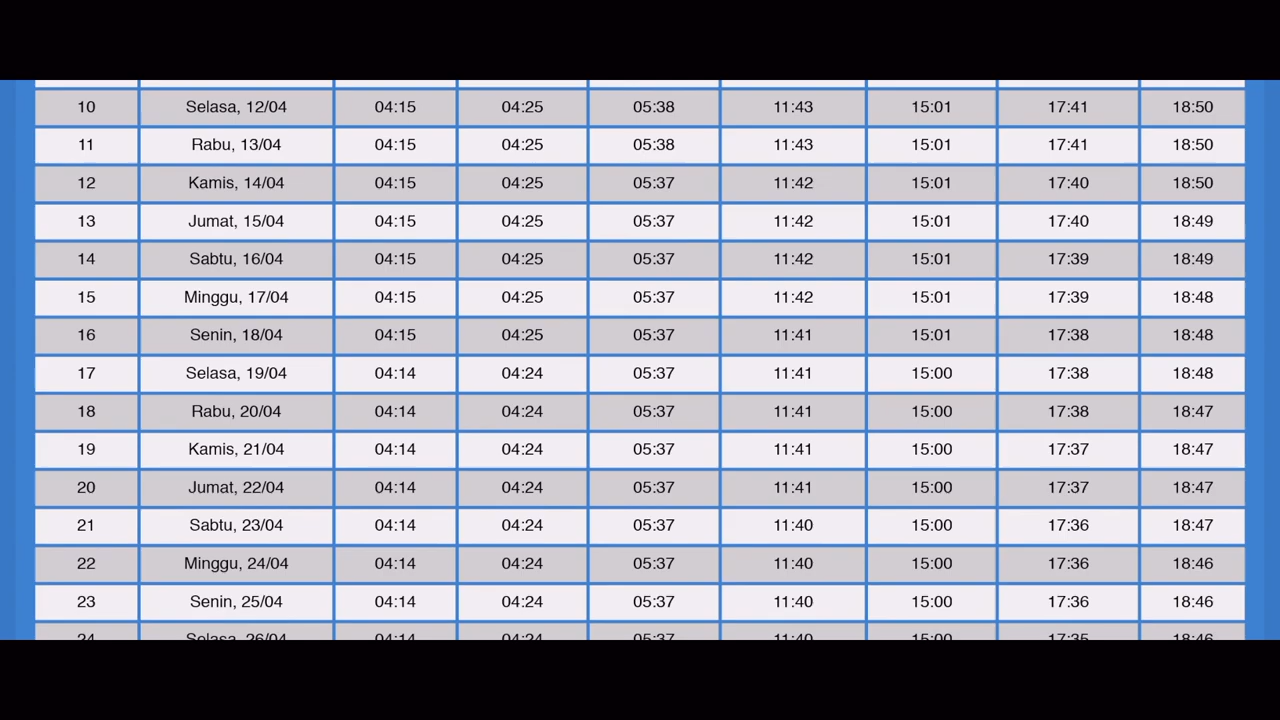 10 Selasa, 12/04 04:15 04:25 05:38 11:43 15:01 17:41 18:50
11 Rabu, 13/04 04:15 04:25 05:38 11:43 15:01 17:41 18:50
12 Kamis, 14/04 04:15 04:25 05:37 11:42 15:01 17:40 18:50
13 Jumat, 15/04 04:15 04:25 05:37 11:42 15:01 17:40 18:49
14 Sabtu, 16/04 04:15 04:25 05:37 11:42 15:01 17:39 18:49
15 Minggu, 17/04 04:15 04:25 05:37 11:42 15:01 17:39 18:48
16 Senin, 18/04 04:15 04:25 05:37 11:41 15:01 17:38 18:48
17 Selasa, 19/04 04:14 04:24 05:37 11:41 15:00 17:38 18:48
18 Rabu, 20/04 04:14 04:24 05:37 11:41 15:00 17:38 18:47
19 Kamis, 21/04 04:14 04:24 05:37 11:41 15:00 17:37 18:47
20 Jumat, 22/04 04:14 04:24 05:37 11:41 15:00 17:37 18:47
21 Sabtu, 23/04 04:14 04:24 05:37 11:40 15:00 17:36 18:47
22 Minggu, 24/04 04:14 04:24 05:37 11:40 15:00 17:36 18:46
23 Senin, 25/04 04:14 04:24 05:37 11:40 15:00 17:36 18:46
24 Selasa, 26/04 04:14 04:24 05:37 11:40 15:00 17:35 18:46